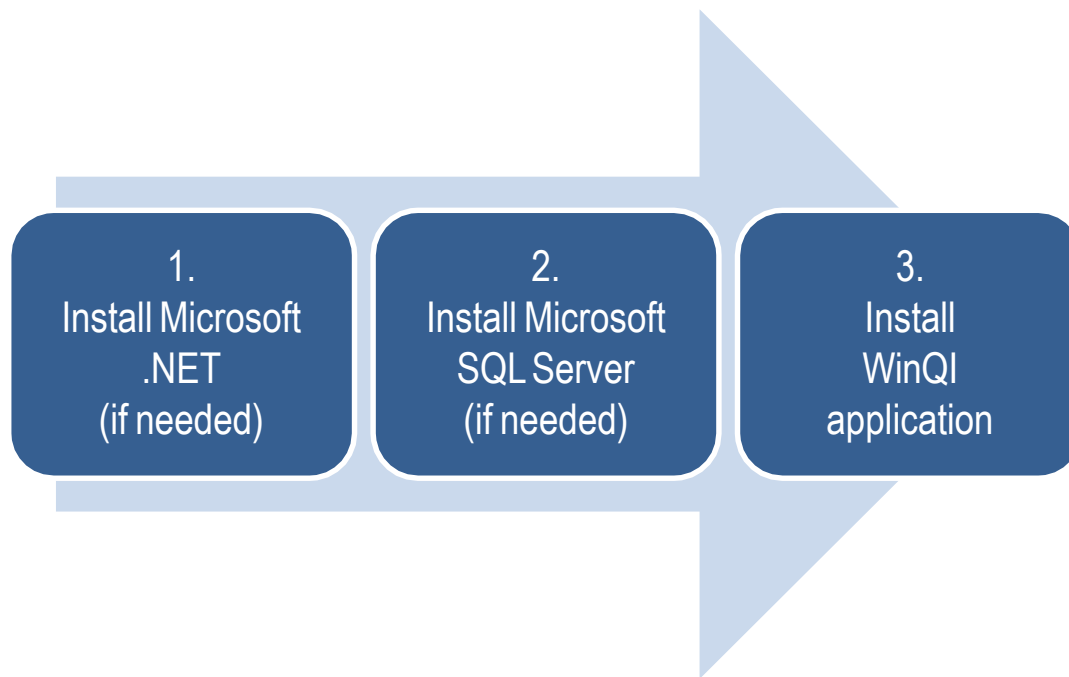 1.
Install Microsoft
.NET
(if needed)
2.
Install Microsoft
SQL Server
(if needed)
3.
Install
WinQI
application